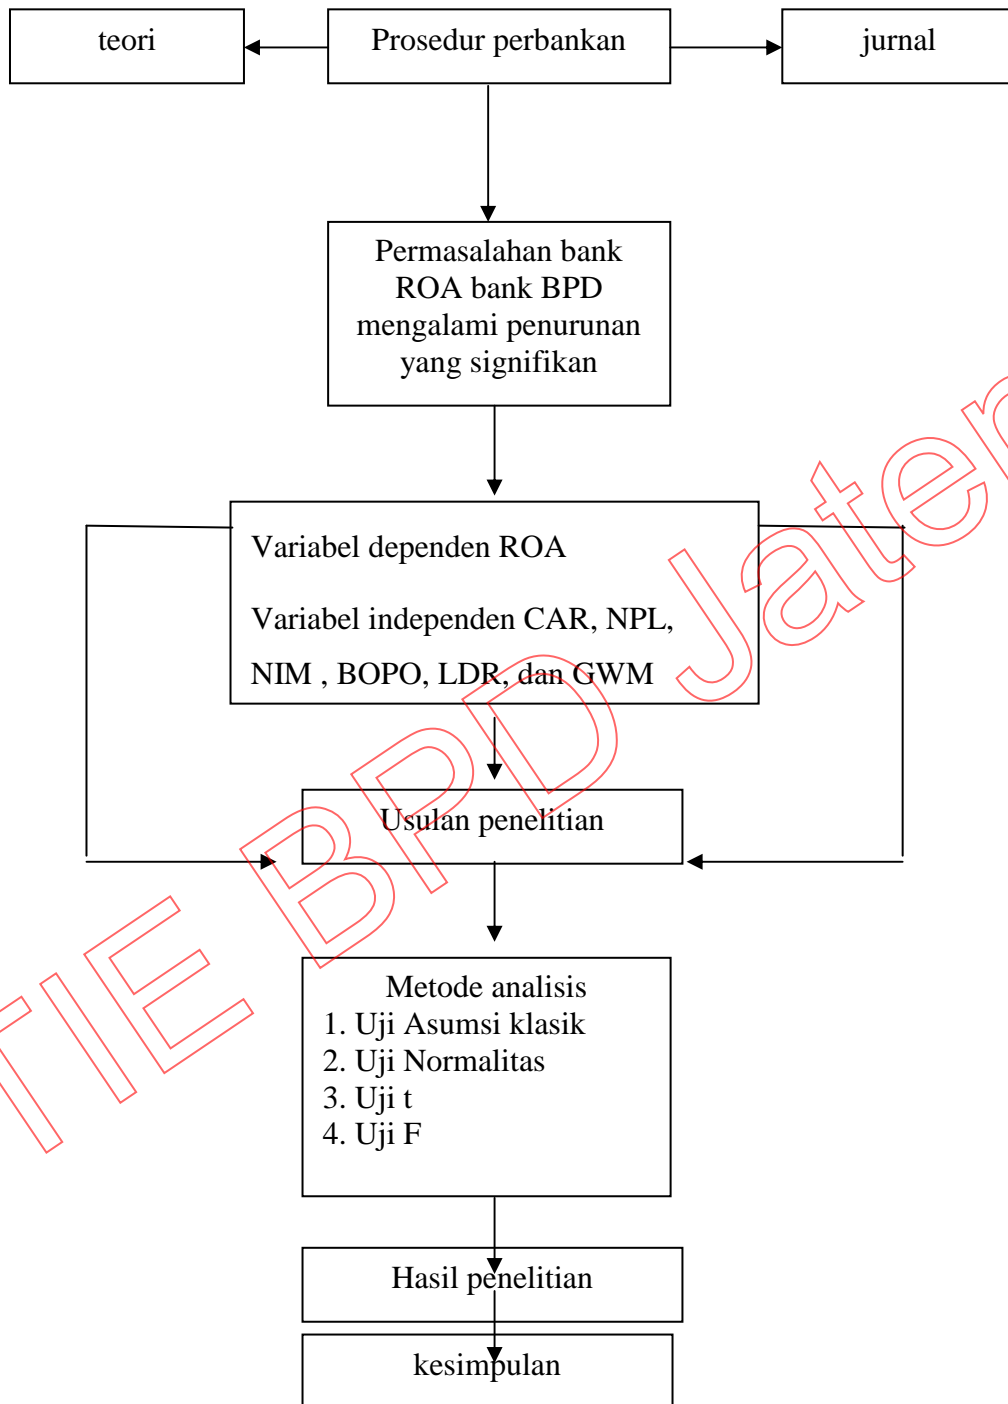 teori
Prosedur perbankan
jurnal
Permasalahan bank
ROA bank BPD
mengalami penurunan
yang signifikan
Variabel dependen ROA
Variabel independen CAR, NPL,
NIM , BOPO, LDR, dan GWM
Usulan penelitian
Metode analisis
1. Uji Asumsi klasik
2. Uji Normalitas
3. Uji t
4. Uji F
Hasil penelitian
kesimpulan
TIE BPD Jaten